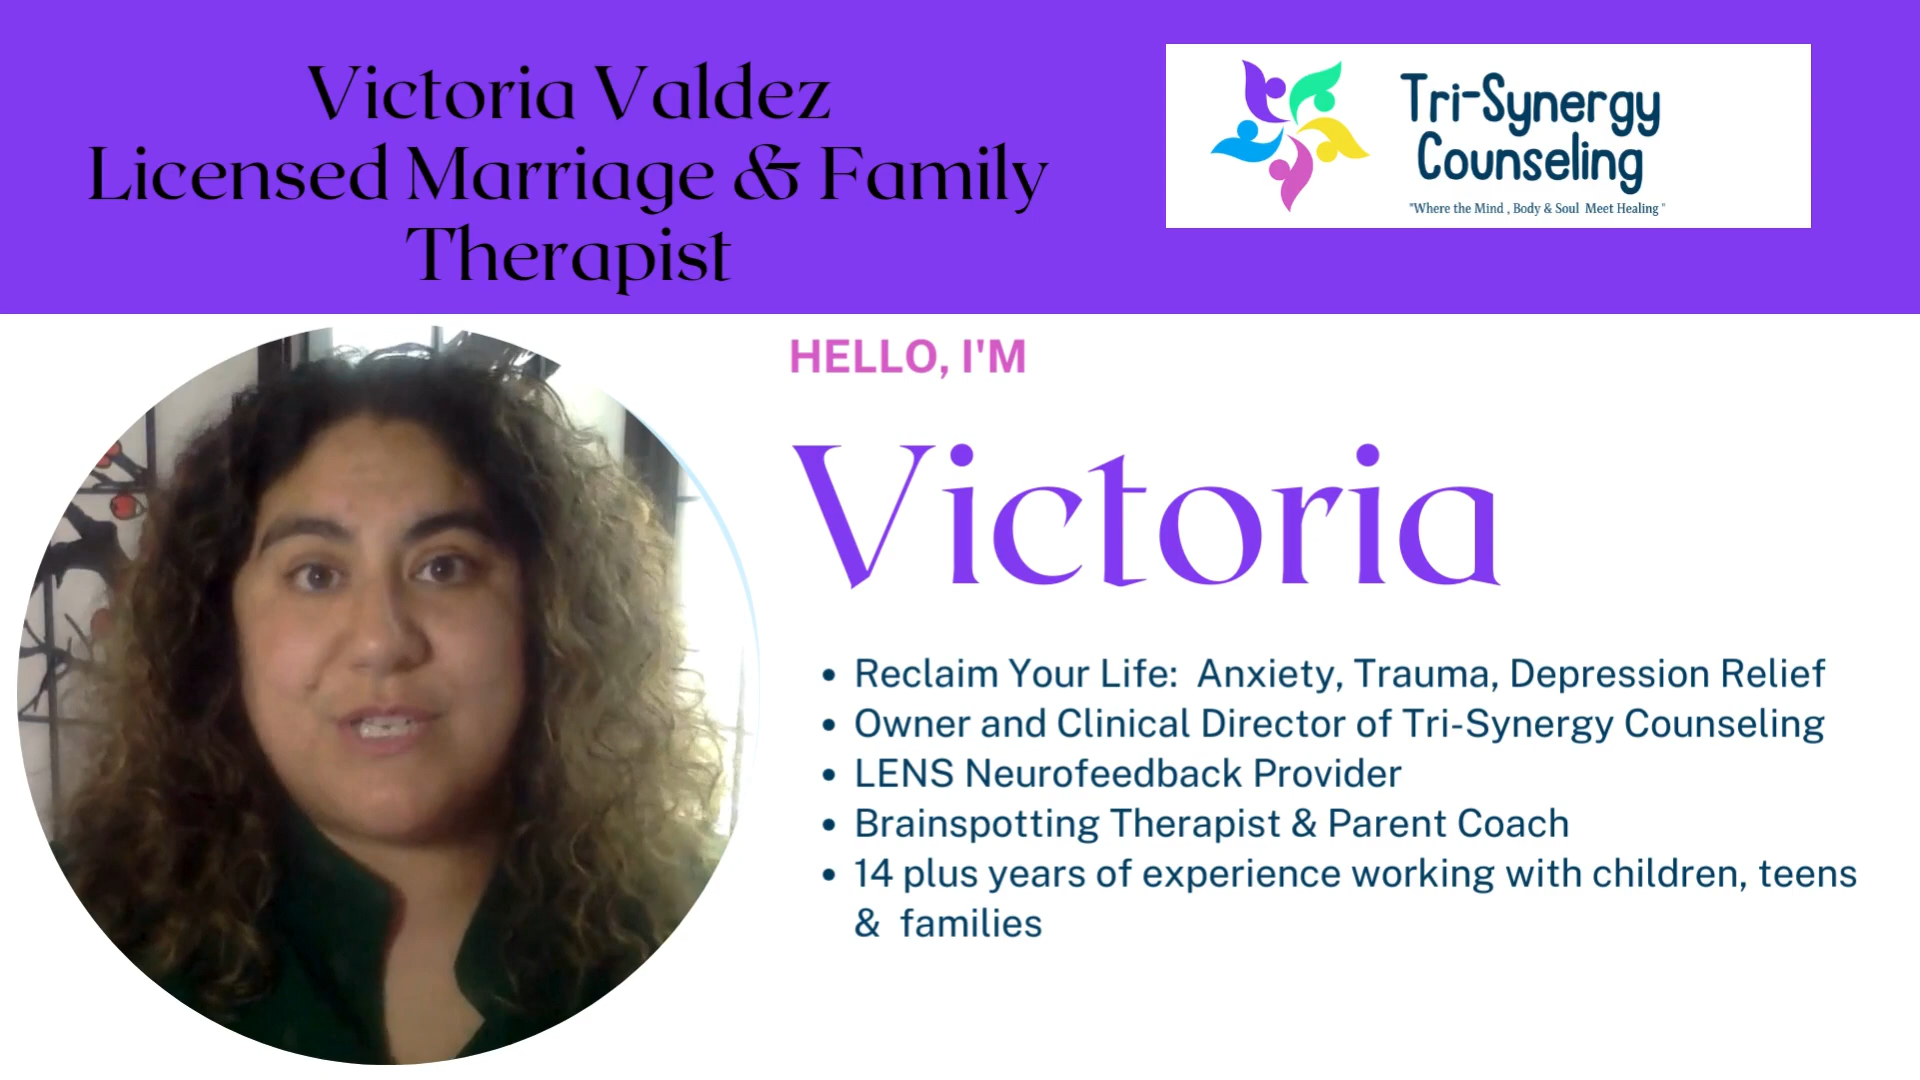 Victoria Valdez
Licensed Marriage & Family
Therapist
Tri-Synergy
Counseling
"Where the Mind , Body & Soul Meet Healing "
HELLO, I'M
Victoria
• Reclaim Your Life: Anxiety, Trauma, Depression Relief
• Owner and Clinical Director of Tri-Synergy Counseling
• LENS Neurofeedback Provider
• Brainspotting Therapist & Parent Coach
• 14 plus years of experience working with children, teens
& families